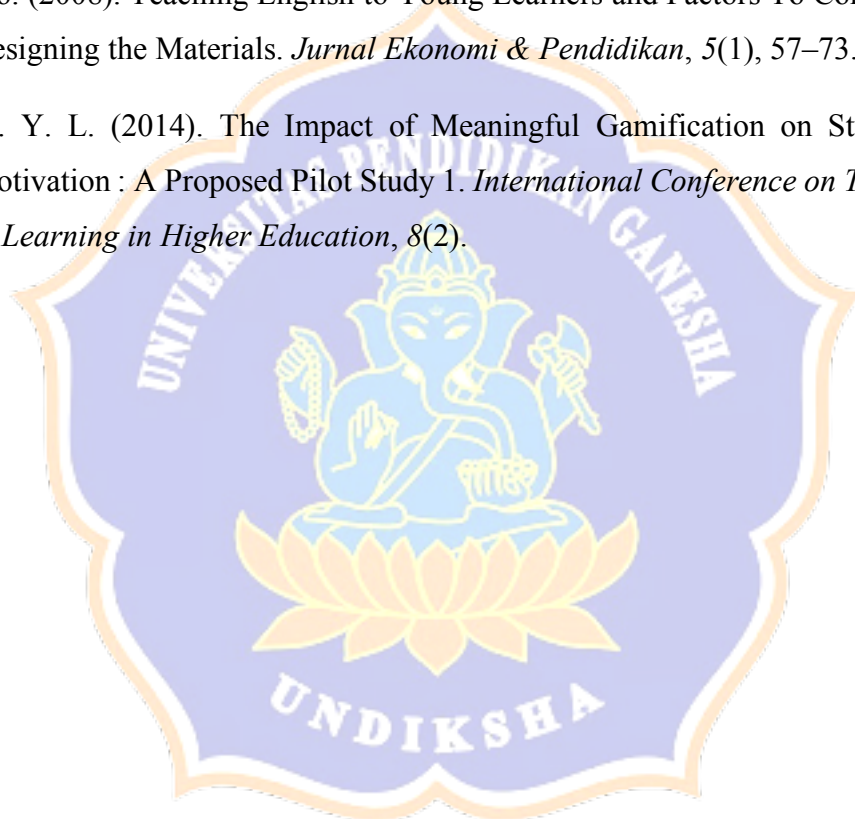 (2008). Teaching English to Young Learners and Factors To
esigning the Materials. Jurnal Ekonomi & Pendidikan, 5(1), 57–73.
. Y. L. (2014). The Impact of Meaningful Gamification on
otivation : A Proposed Pilot Study 1. International Conference on
Learning in Higher Education, 8(2).
UNIVERSITAS PENDIDIKAN GANESHA
UNDIKSHA